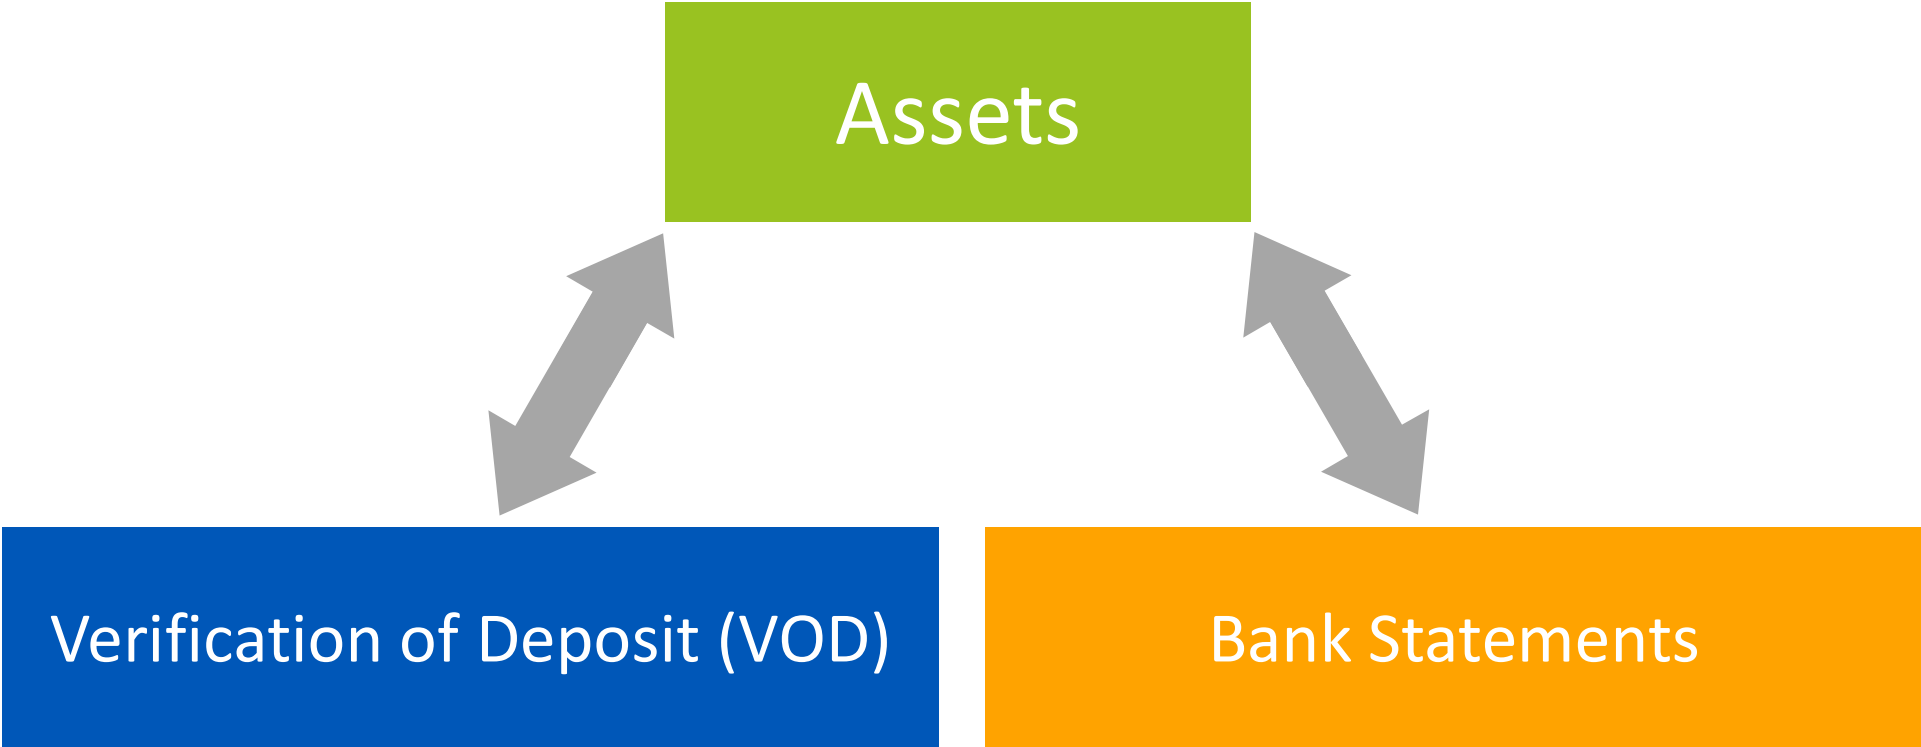 Assets
Verification of Deposit (VOD)
Bank Statements